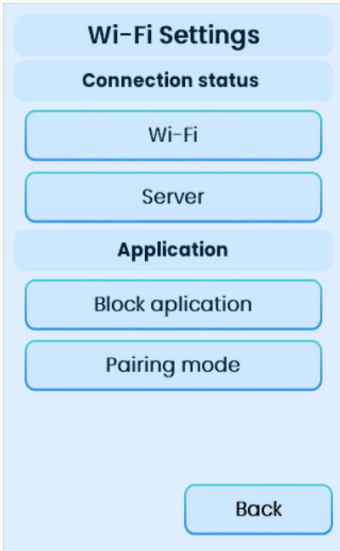 Wi-Fi Settings
Connection status
Wi-Fi
Server
Application
Block aplication
Pairing mode
Back